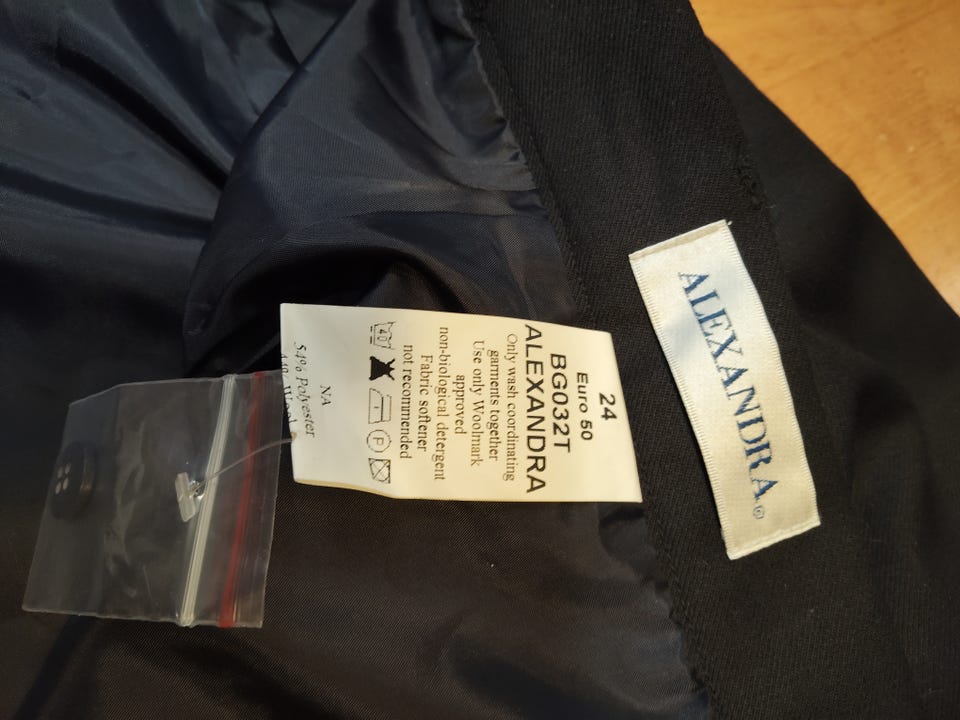 ALEXANDRA®
24
Euro 50
BG032T
ALEXANDRA
Only wash coordinating
garments together
Use only Woolmark
approved
non-biological detergent
Fabric softener
not recommended
40
P
NA
54% Polyester